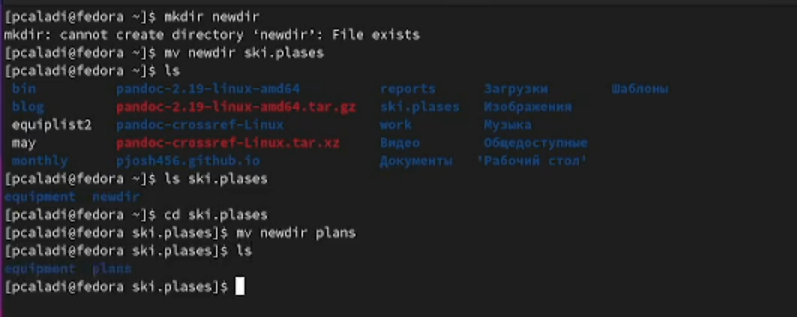 [pcaladi@fedora ~]$ mkdir newdir
mkdir: cannot create directory ‘newdir’: File exists
[pcaladi@fedora ~]$ mv newdir ski.plases
[pcaladi@fedora ~]$ ls
bin pandoc-2.19-linux-amd64 reports Загрузки Шаблоны
blog pandoc-2.19-linux-amd64.tar.gz ski.plases Изображения
equiplist2 pandoc-crossref-Linux work Музыка
may pandoc-crossref-Linux.tar.xz Видео Общедоступные
monthly pjosh456.github.io Документы 'Рабочий стол'
[pcaladi@fedora ~]$ ls ski.plases
equipment newdir
[pcaladi@fedora ~]$ cd ski.plases
[pcaladi@fedora ski.plases]$ mv newdir plans
[pcaladi@fedora ski.plases]$ ls
equipment plans
[pcaladi@fedora ski.plases]$